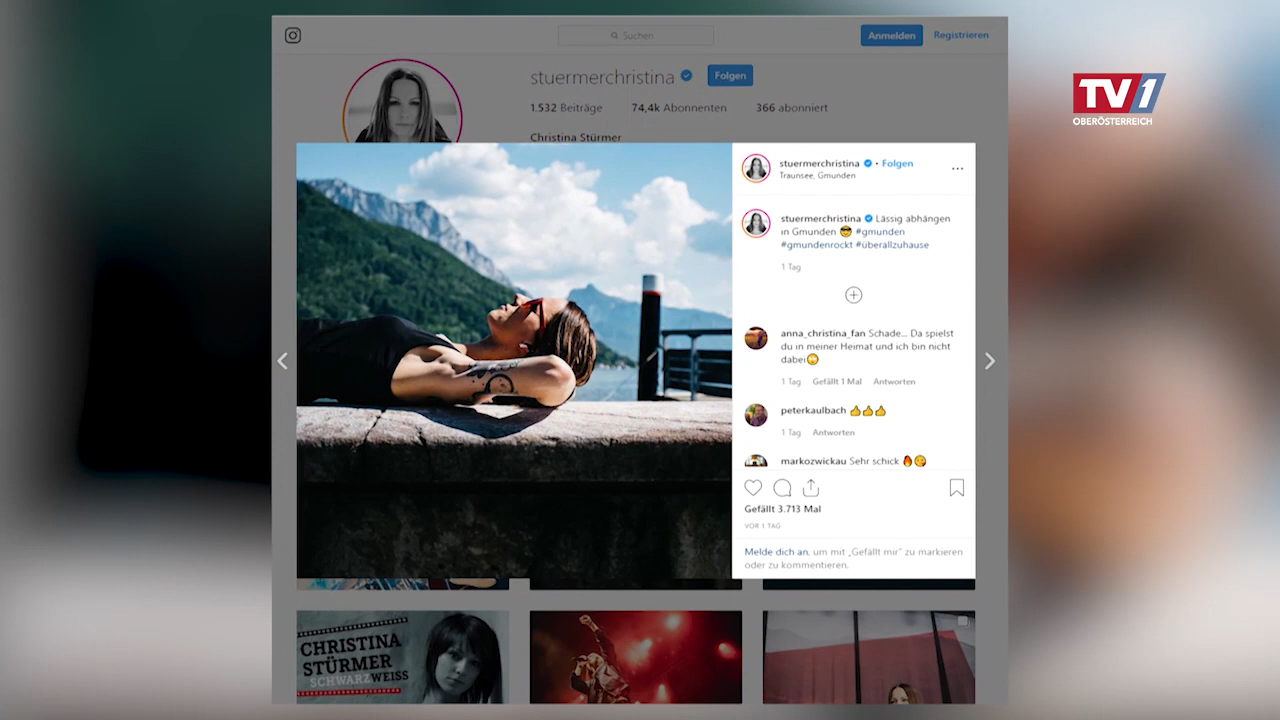 Suchen
Anmelden
Registrieren
TV1
OBERÖSTERREICH
stuermerchristina
Folgen
1.532 Beiträge 74,4k Abonnenten 366 abonniert
Christina Stürmer
stuermerchristina • Folgen
Traunsee, Gmunden
stuermerchristina Lässig abhängen
in Gmunden 😎 #gmunden
#gmundenrockt #überallzuhause
1 Tag
anna_christina_fan Schade... Da spielst
du in meiner Heimat und ich bin nicht
dabei🙄
1 Tag Gefällt 1 Mal Antworten
peterkaulbach 👍👍👍
1 Tag Antworten
markozwickau Sehr schick 🔥😘
Gefällt 3.713 Mal
VOR 1 TAG
Melde dich an, um mit „Gefällt mir“ zu markieren
oder zu kommentieren.
CHRISTINA
STÜRMER
SCHWARZWEISS